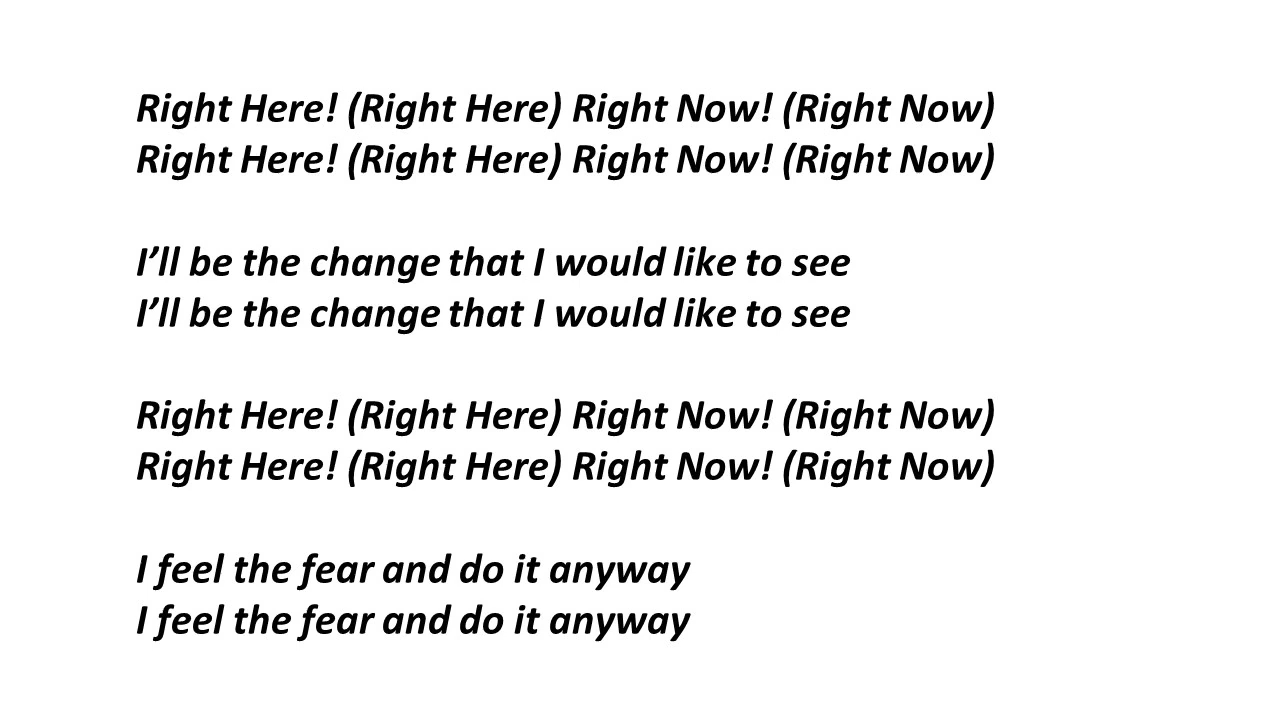 Right Here! (Right Here) Right Now! (Right Now)
Right Here! (Right Here) Right Now! (Right Now)
I’ll be the change that I would like to see
I’ll be the change that I would like to see
Right Here! (Right Here) Right Now! (Right Now)
Right Here! (Right Here) Right Now! (Right Now)
I feel the fear and do it anyway
I feel the fear and do it anyway